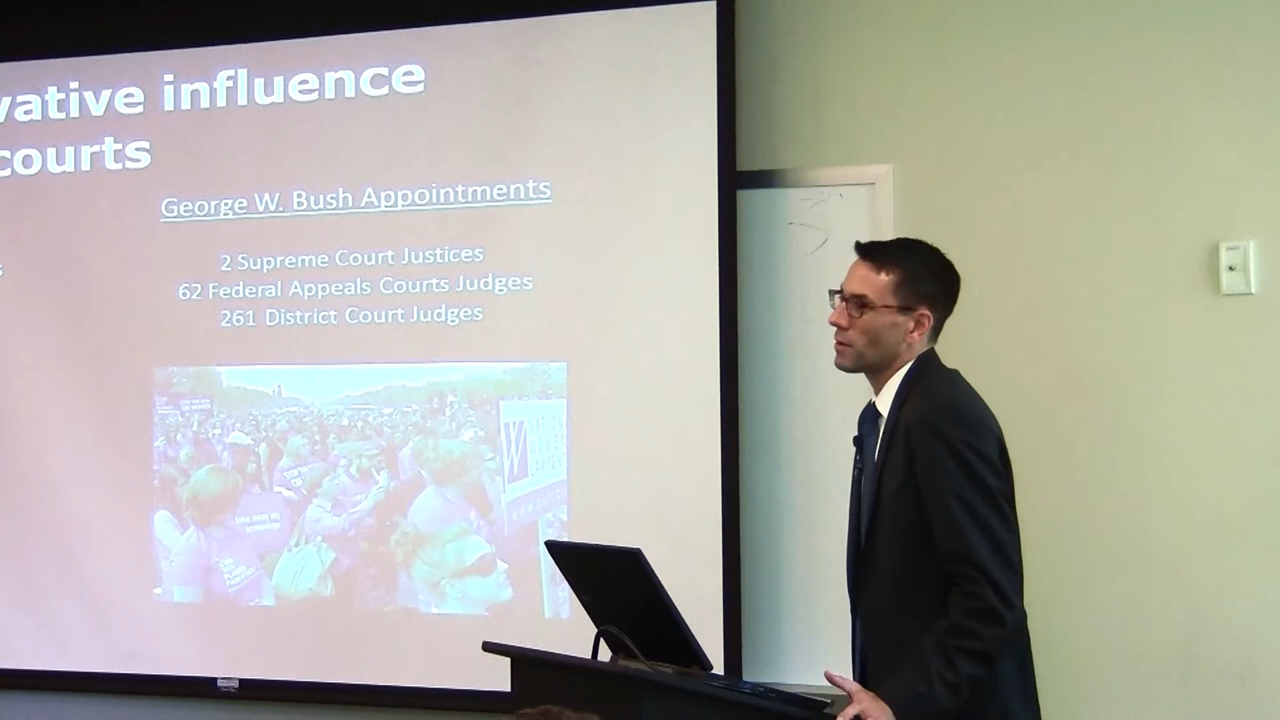 vative influence
courts
George W. Bush Appointments
s
2 Supreme Court Justices
62 Federal Appeals Courts Judges
261 District Court Judges
W